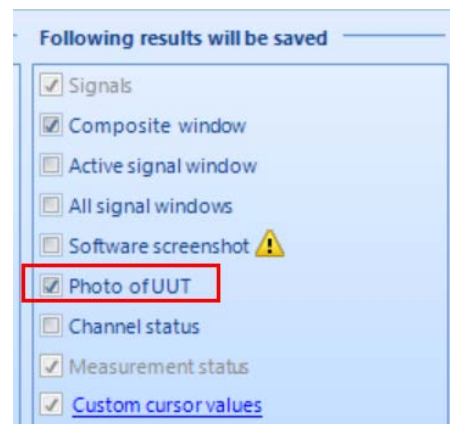 Following results will be saved
Signals
Composite window
Active signal window
All signal windows
Software screenshot
Photo of UUT
Channel status
Measurement status
Custom cursor values